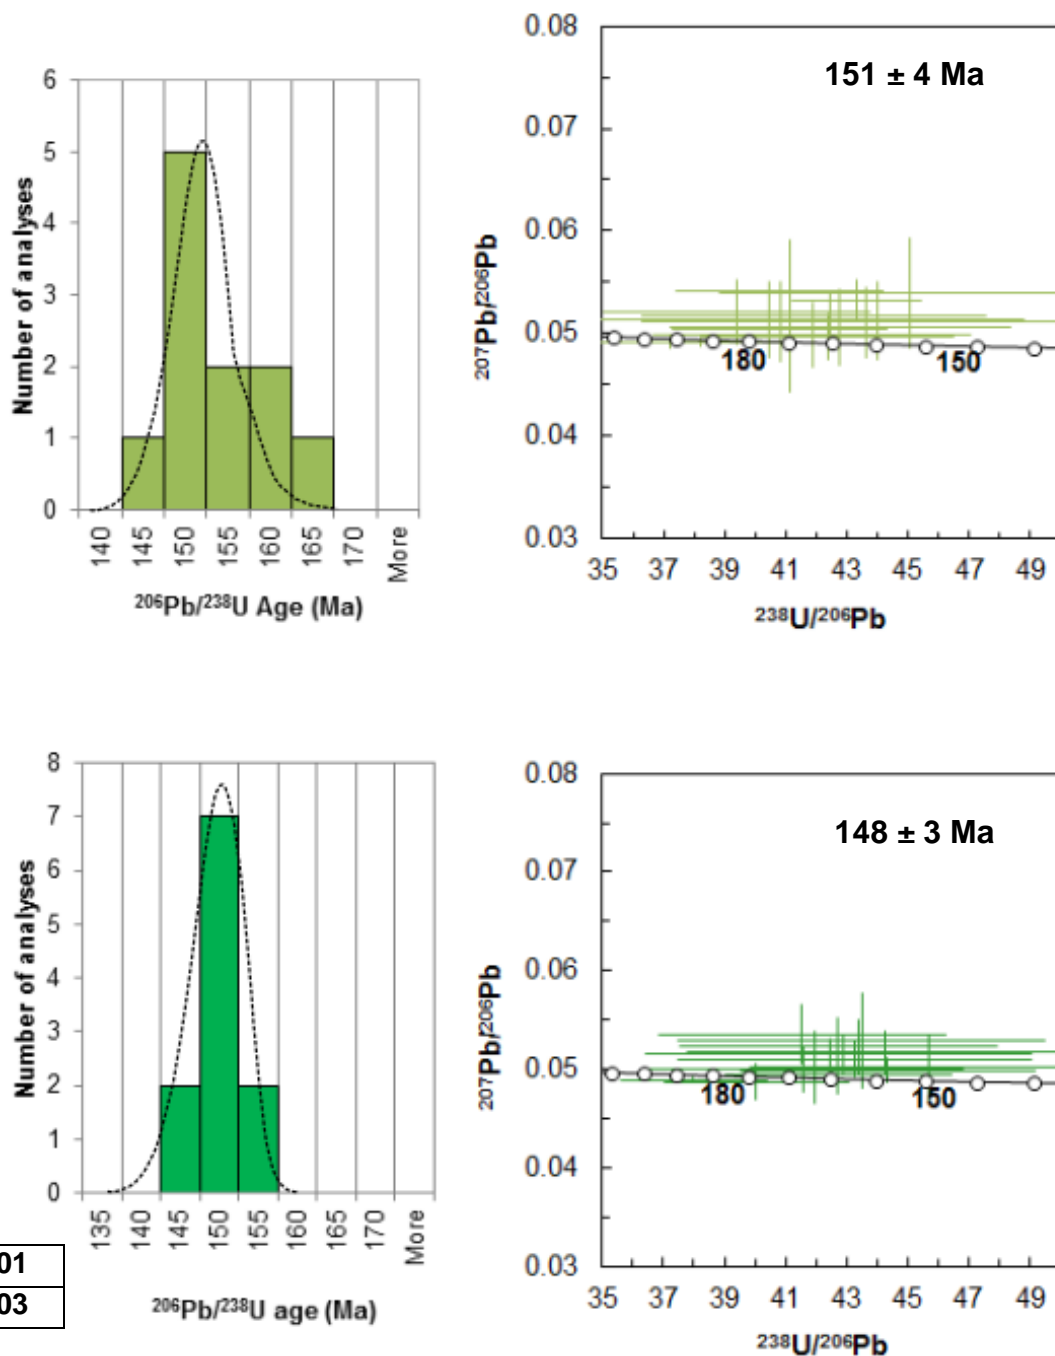 6
5
4
3
2
1
0
Number of analyses
140 145 150 155 160 165 170 More
²⁰⁶Pb/²³⁸U Age (Ma)
0.08
0.07
0.06
0.05
0.04
0.03
²⁰⁷Pb/²⁰⁶Pb
151 ± 4 Ma
180 150
35 37 39 41 43 45 47 49
²³⁸U/²⁰⁶Pb
8
7
6
5
4
3
2
1
0
Number of analyses
135 140 145 150 155 160 165 170 More
²⁰⁶Pb/²³⁸U age (Ma)
01
03
0.08
0.07
0.06
0.05
0.04
0.03
²⁰⁷Pb/²⁰⁶Pb
148 ± 3 Ma
180 150
35 37 39 41 43 45 47 49
²³⁸U/²⁰⁶Pb